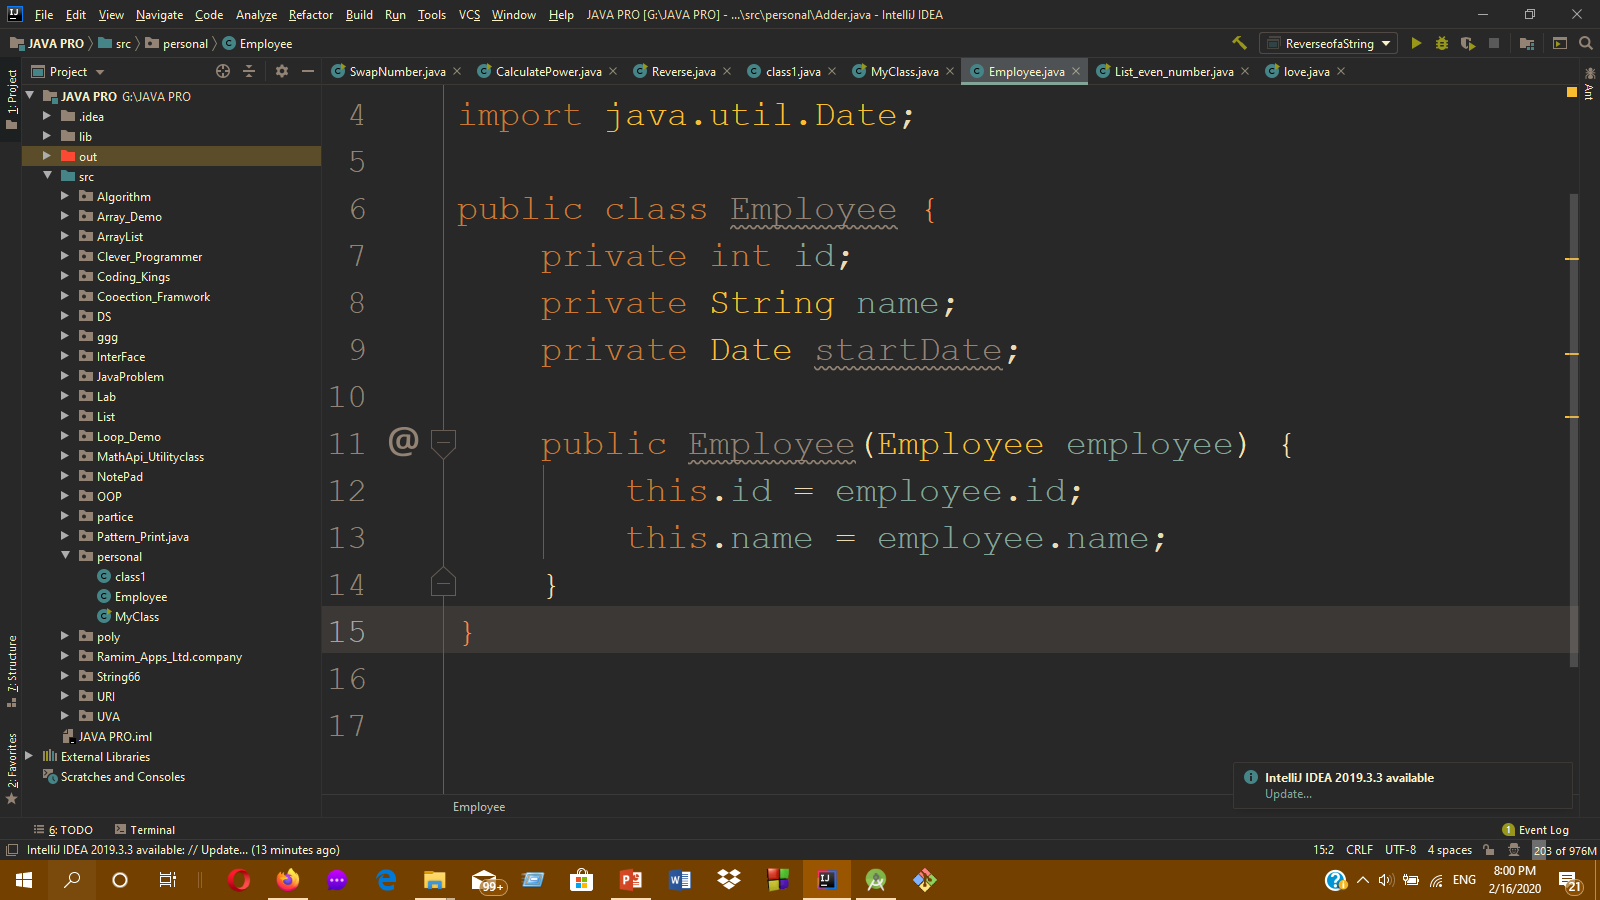 File Edit View Navigate Code Analyze Refactor Build Run Tools VCS Window Help JAVA PRO [G:\JAVA PRO] - ...\src\personal\Adder.java - IntelliJ IDEA
JAVA PRO src personal Employee ReverseofaString
Project SwapNumber.java CalculatePower.java Reverse.java class1.java MyClass.java Employee.java List_even_number.java love.java
1: Project
Ant
JAVA PRO G:\JAVA PRO
.idea
lib
out
src
Algorithm
Array_Demo
ArrayList
Clever_Programmer
Coding_Kings
Cooection_Framwork
DS
ggg
InterFace
JavaProblem
Lab
List
Loop_Demo
MathApi_Utilityclass
NotePad
OOP
partice
Pattern_Print.java
personal
class1
Employee
MyClass
poly
Ramim_Apps_Ltd.company
String66
URI
UVA
JAVA PRO.iml
External Libraries
Scratches and Consoles
7: Structure
2: Favorites
4 import java.util.Date;
5
6 public class Employee {
7 private int id;
8 private String name;
9 private Date startDate;
10
11 @ public Employee(Employee employee) {
12 this.id = employee.id;
13 this.name = employee.name;
14 }
15 }
16
17
IntelliJ IDEA 2019.3.3 available
Update...
Employee
6: TODO Terminal 1 Event Log
IntelliJ IDEA 2019.3.3 available: // Update... (13 minutes ago) 15:2 CRLF UTF-8 4 spaces 203 of 976M
99+ ENG 8:00 PM
2/16/2020 21